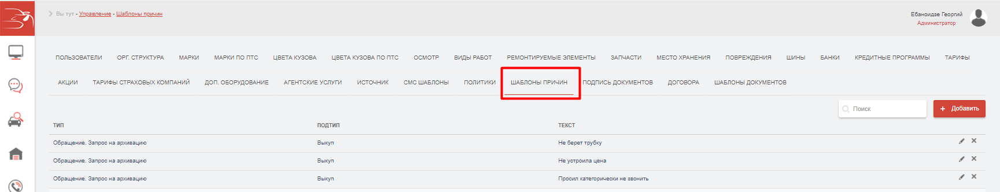 Вы тут - Управление - Шаблоны причин
Ебаноидзе Георгий
Администратор
ПОЛЬЗОВАТЕЛИ ОРГ. СТРУКТУРА МАРКИ МАРКИ ПО ПТС ЦВЕТА КУЗОВА ЦВЕТА КУЗОВА ПО ПТС ОСМОТР ВИДЫ РАБОТ РЕМОНТИРУЕМЫЕ ЭЛЕМЕНТЫ ЗАПЧАСТИ МЕСТО ХРАНЕНИЯ ПОВРЕЖДЕНИЯ ШИНЫ БАНКИ КРЕДИТНЫЕ ПРОГРАММЫ ТАРИФЫ
АКЦИИ ТАРИФЫ СТРАХОВЫХ КОМПАНИЙ ДОП. ОБОРУДОВАНИЕ АГЕНТСКИЕ УСЛУГИ ИСТОЧНИК СМС ШАБЛОНЫ ПОЛИТИКИ ШАБЛОНЫ ПРИЧИН ПОДПИСЬ ДОКУМЕНТОВ ДОГОВОРА ШАБЛОНЫ ДОКУМЕНТОВ
Поиск + Добавить
ТИП ПОДТИП ТЕКСТ
Обращение. Запрос на архивацию Выкуп Не берет трубку
Обращение. Запрос на архивацию Выкуп Не устроила цена
Обращение. Запрос на архивацию Выкуп Просил категорически не звонить